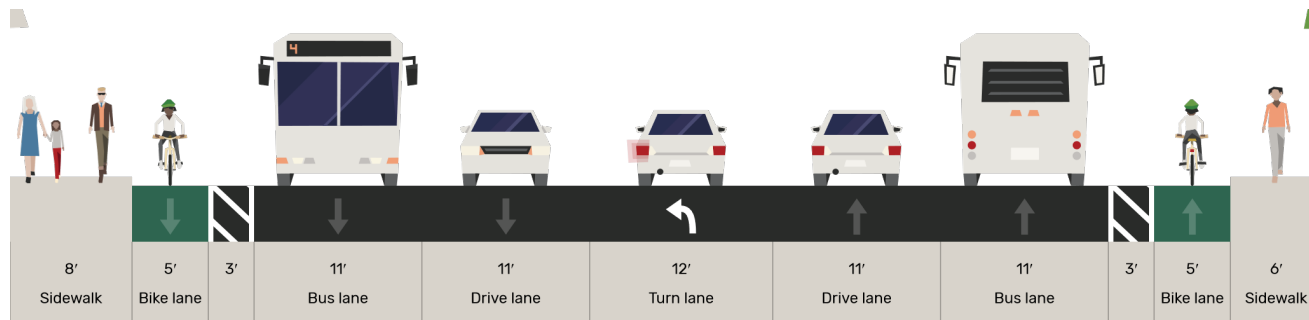 4
8′ 5′ 3′ 11′ 11′ 12′ 11′ 11′ 3′ 5′ 6′
Sidewalk Bike lane Bus lane Drive lane Turn lane Drive lane Bus lane Bike lane Sidewalk